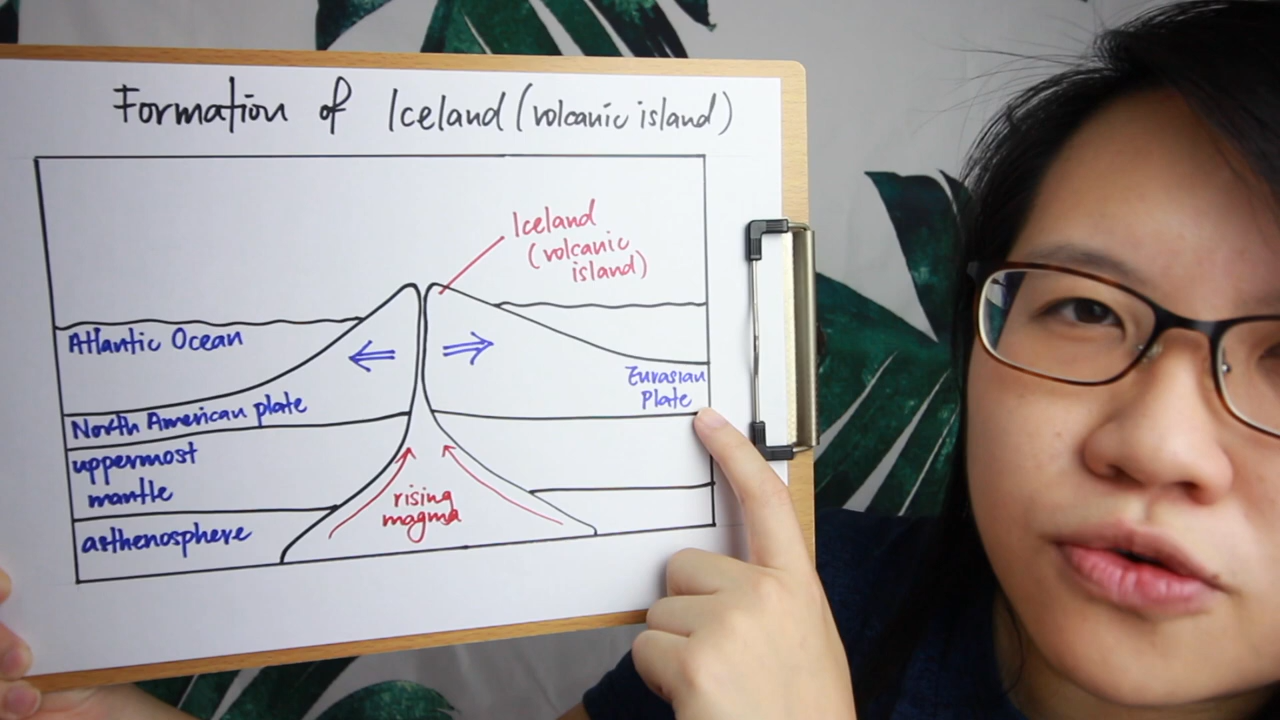 Formation of Iceland (volcanic island)
Iceland
(volcanic
island)
Atlantic Ocean
Eurasian
Plate
North American plate
uppermost
mantle
rising
magma
asthenosphere